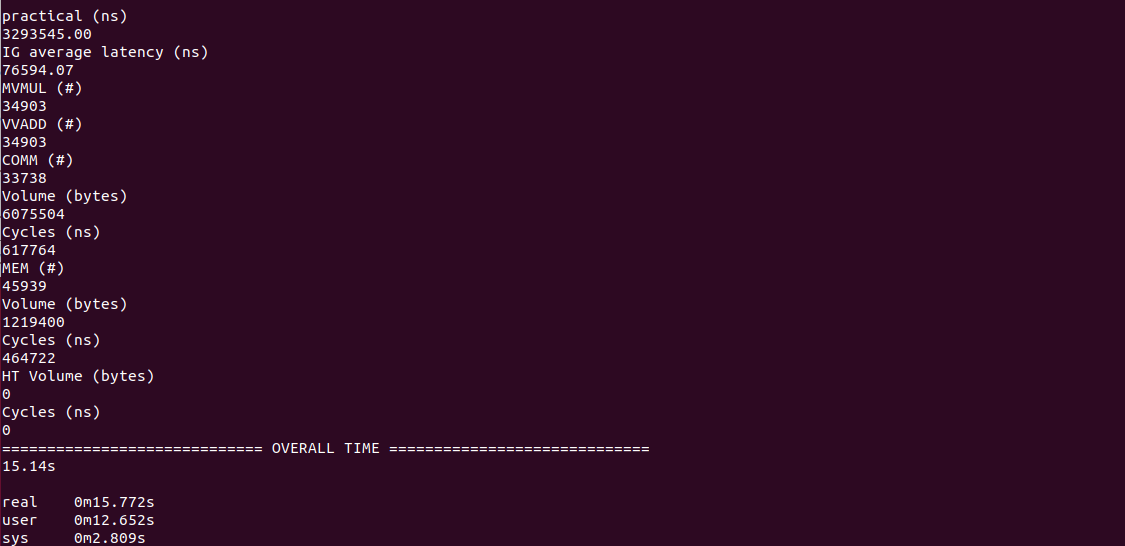 practical (ns)
3293545.00
IG average latency (ns)
76594.07
MVMUL (#)
34903
VVADD (#)
34903
COMM (#)
33738
Volume (bytes)
6075504
Cycles (ns)
617764
MEM (#)
45939
Volume (bytes)
1219400
Cycles (ns)
464722
HT Volume (bytes)
0
Cycles (ns)
0
============================= OVERALL TIME =============================
15.14s
real    0m15.772s
user    0m12.652s
sys     0m2.809s